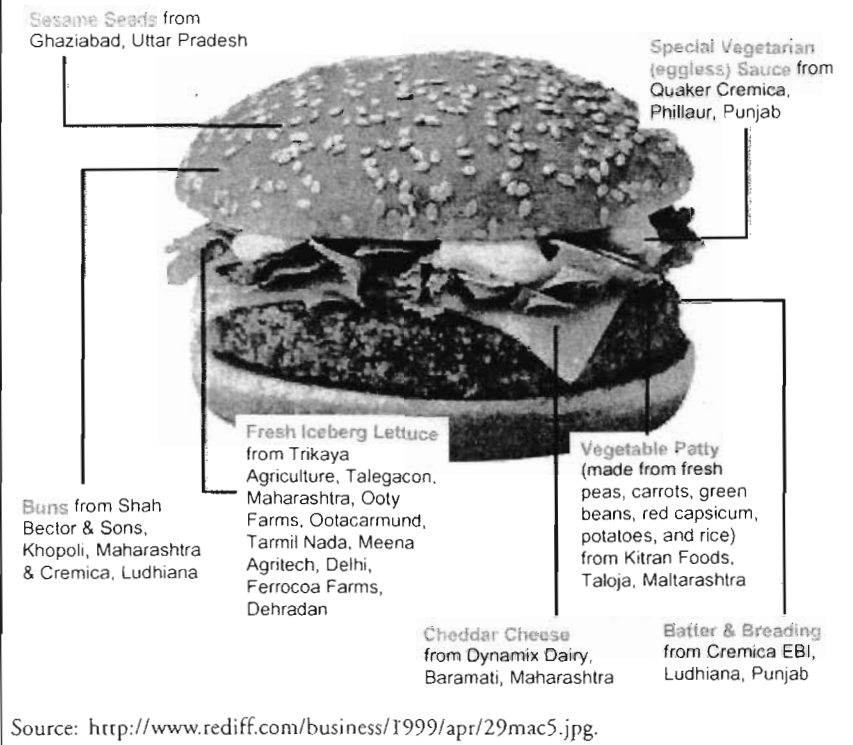 Sesame Seeds from
Ghaziabad, Uttar Pradesh
Special Vegetarian
(eggless) Sauce from
Quaker Cremica,
Phillaur, Punjab
Buns from Shah
Bector & Sons,
Khopoli, Maharashtra
& Cremica, Ludhiana
Fresh Iceberg Lettuce
from Trikaya
Agriculture, Talegacon,
Maharashtra, Ooty
Farms, Ootacarmund,
Tarmil Nada, Meena
Agritech, Delhi,
Ferrocoa Farms,
Dehradan
Cheddar Cheese
from Dynamix Dairy,
Baramati, Maharashtra
Vegetable Patty
(made from fresh
peas, carrots, green
beans, red capsicum,
potatoes, and rice)
from Kitran Foods,
Taloja, Maltarashtra
Batter & Breading
from Cremica EBI,
Ludhiana, Punjab
Source: http://www.rediff.com/business/1999/apr/29mac5.jpg.